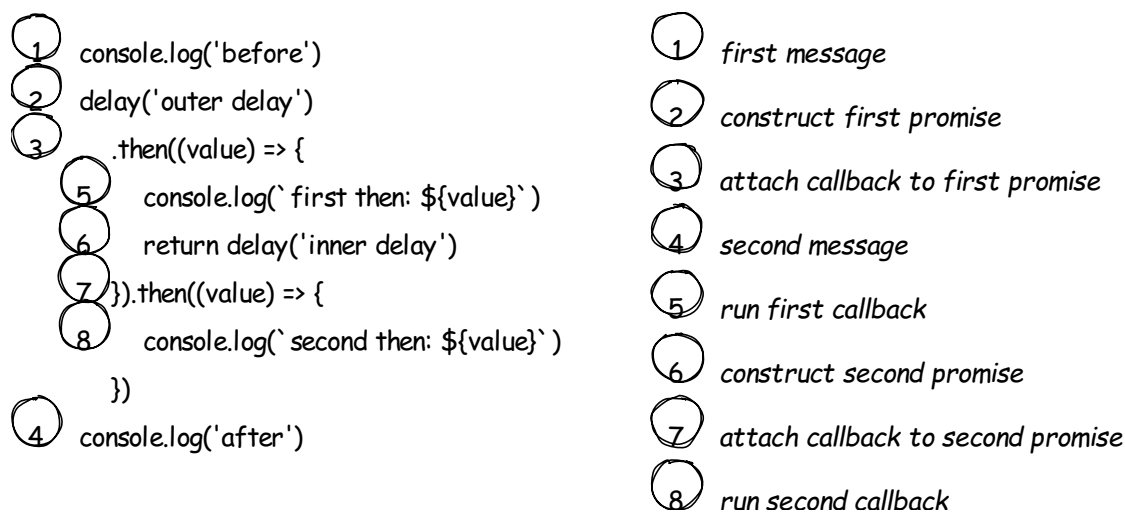 1 console.log('before')
2 delay('outer delay')
3 .then((value) => {
5 console.log(`first then: ${value}`)
6 return delay('inner delay')
7 }).then((value) => {
8 console.log(`second then: ${value}`)
})
4 console.log('after')
1 first message
2 construct first promise
3 attach callback to first promise
4 second message
5 run first callback
6 construct second promise
7 attach callback to second promise
8 run second callback